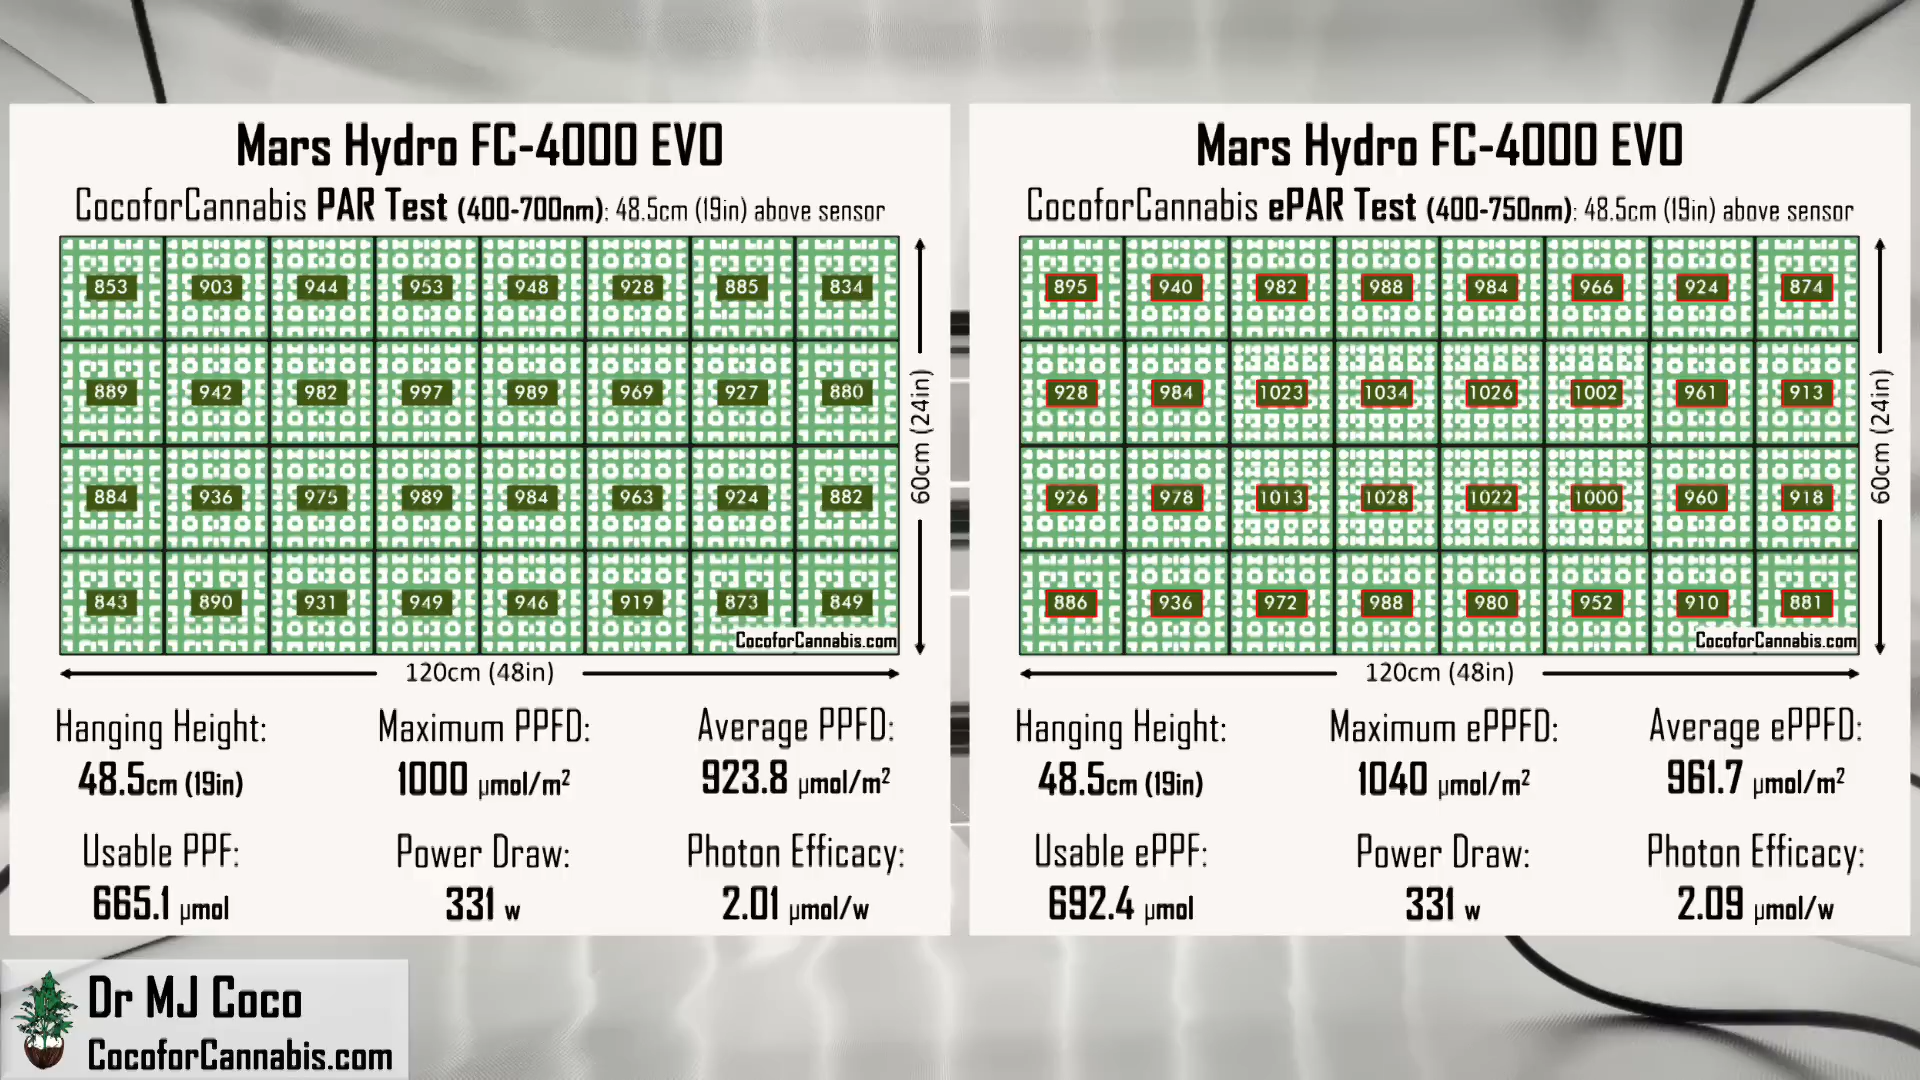 Mars Hydro FC-4000 EVO
CocoforCannabis PAR Test (400-700nm): 48.5cm (19in) above sensor
853 903 944 953 948 928 885 834
889 942 982 997 989 969 927 880
884 936 975 989 984 963 924 882
843 890 931 949 946 919 873 849
CocoforCannabis.com
60cm (24in)
120cm (48in)
Hanging Height: Maximum PPFD: Average PPFD:
48.5cm (19in) 1000 µmol/m² 923.8 µmol/m²
Usable PPF: Power Draw: Photon Efficacy:
665.1 µmol 331 w 2.01 µmol/w
Mars Hydro FC-4000 EVO
CocoforCannabis ePAR Test (400-750nm): 48.5cm (19in) above sensor
895 940 982 988 984 966 924 874
928 984 1023 1034 1026 1002 961 913
926 978 1013 1028 1022 1000 960 918
886 936 972 988 980 952 910 881
CocoforCannabis.com
60cm (24in)
120cm (48in)
Hanging Height: Maximum ePPFD: Average ePPFD:
48.5cm (19in) 1040 µmol/m² 961.7 µmol/m²
Usable ePPF: Power Draw: Photon Efficacy:
692.4 µmol 331 w 2.09 µmol/w
Dr MJ Coco
CocoforCannabis.com